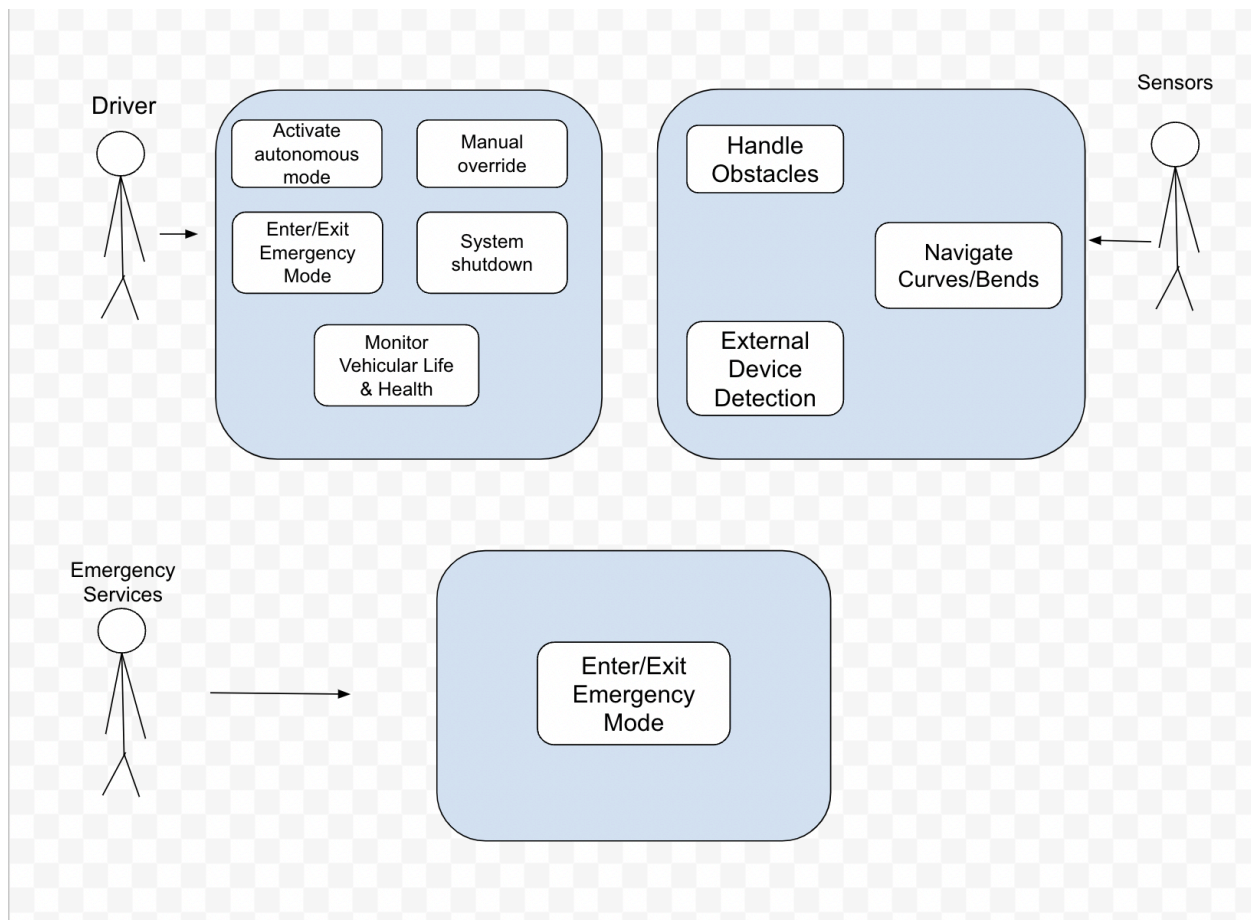 Driver
Activate
autonomous
mode
Manual
override
Enter/Exit
Emergency
Mode
System
shutdown
Monitor
Vehicular Life
& Health
Sensors
Handle
Obstacles
Navigate
Curves/Bends
External
Device
Detection
Emergency
Services
Enter/Exit
Emergency
Mode